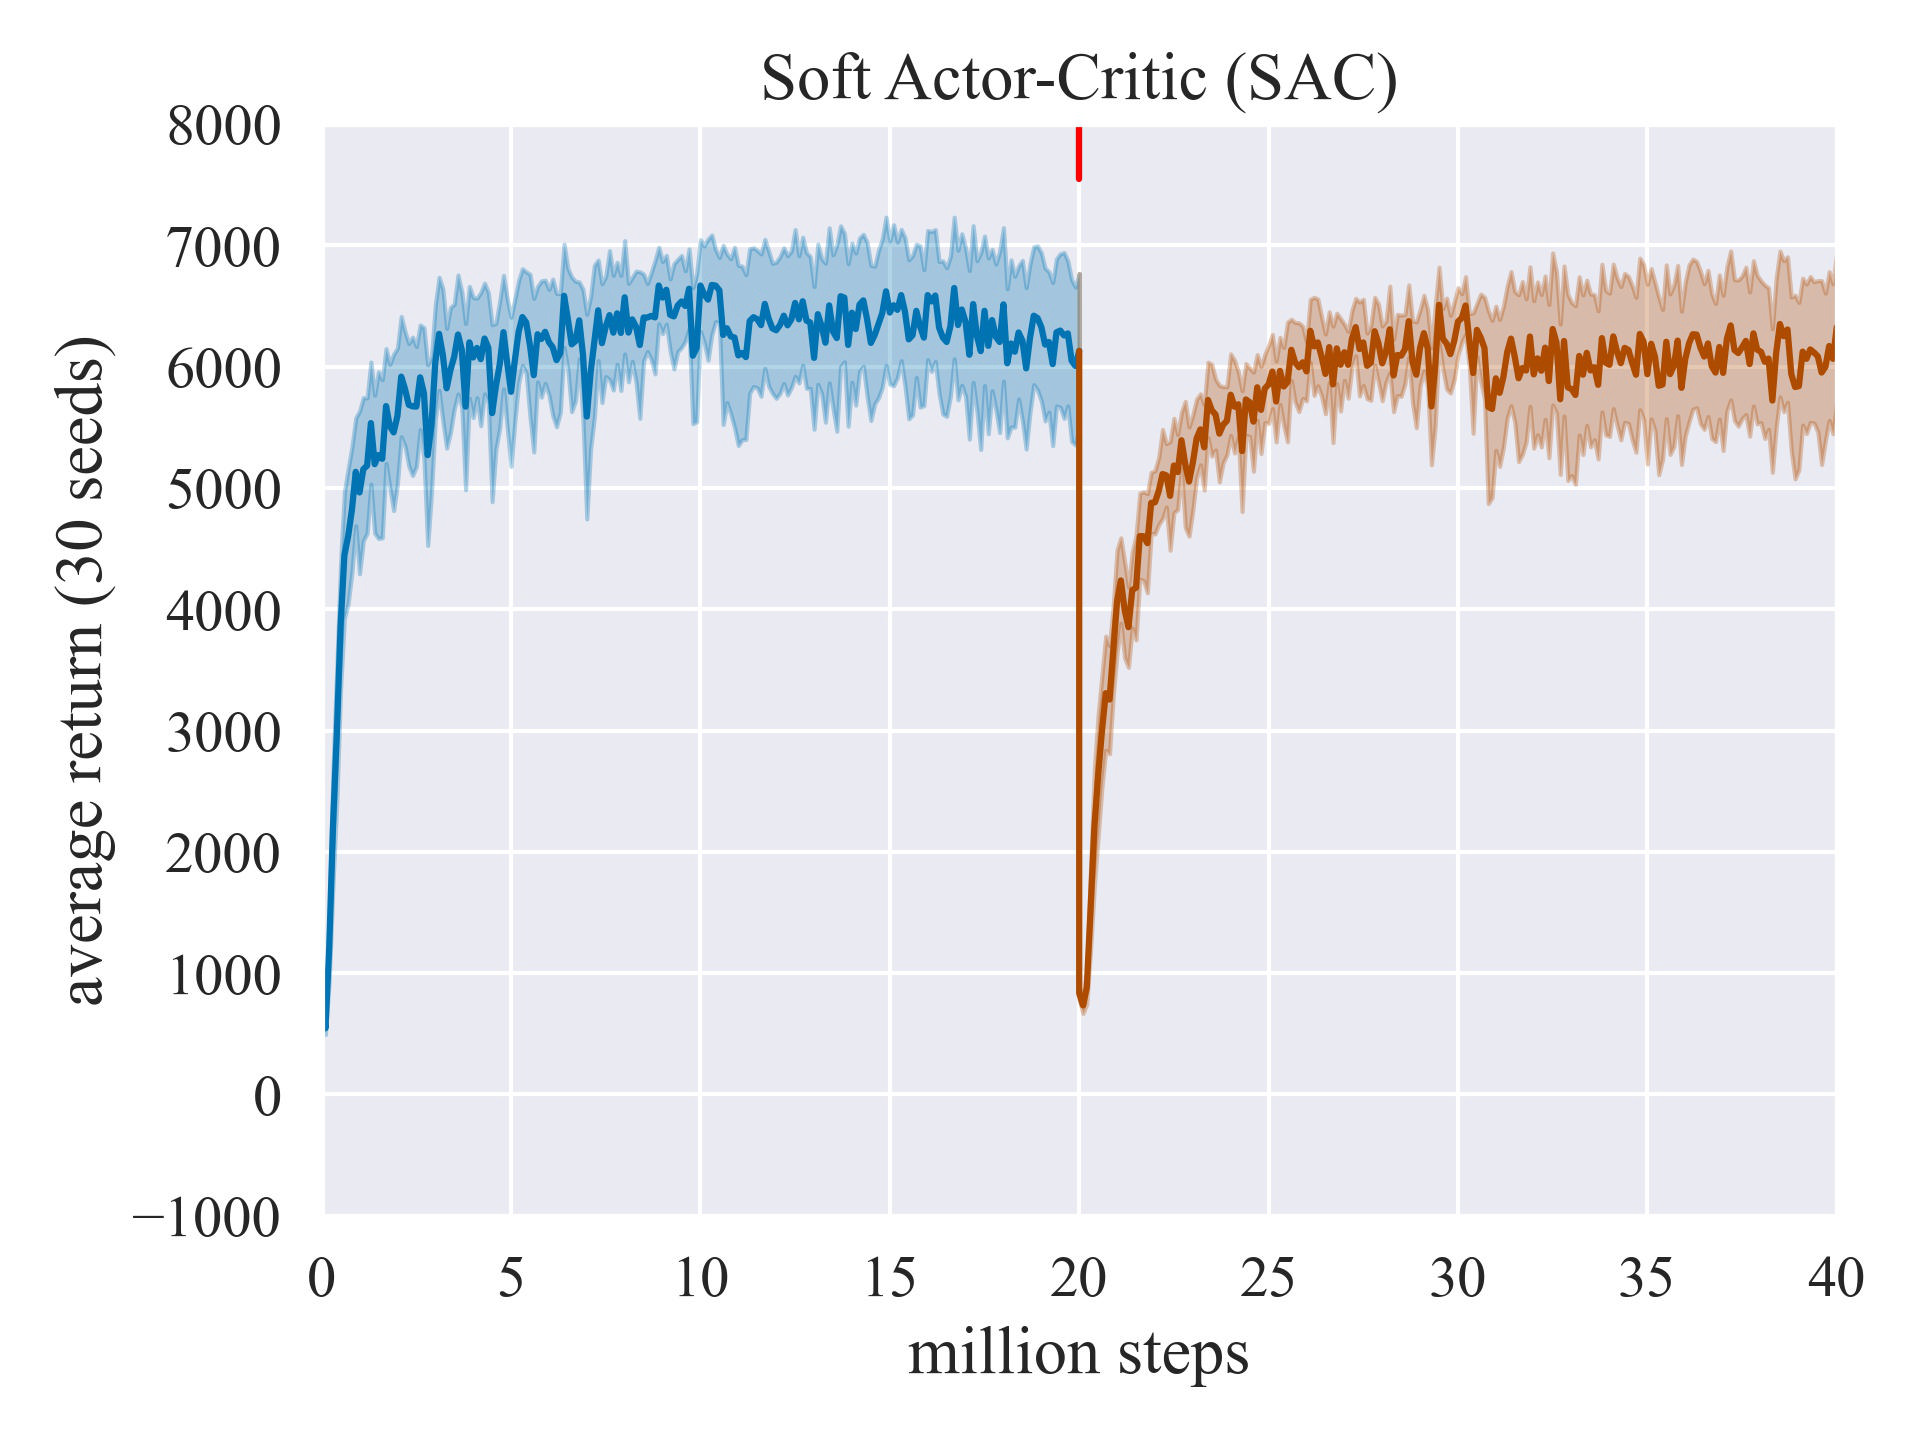 Soft Actor-Critic (SAC)
8000
7000
6000
5000
4000
3000
2000
1000
0
−1000
average return (30 seeds)
0 5 10 15 20 25 30 35 40
million steps